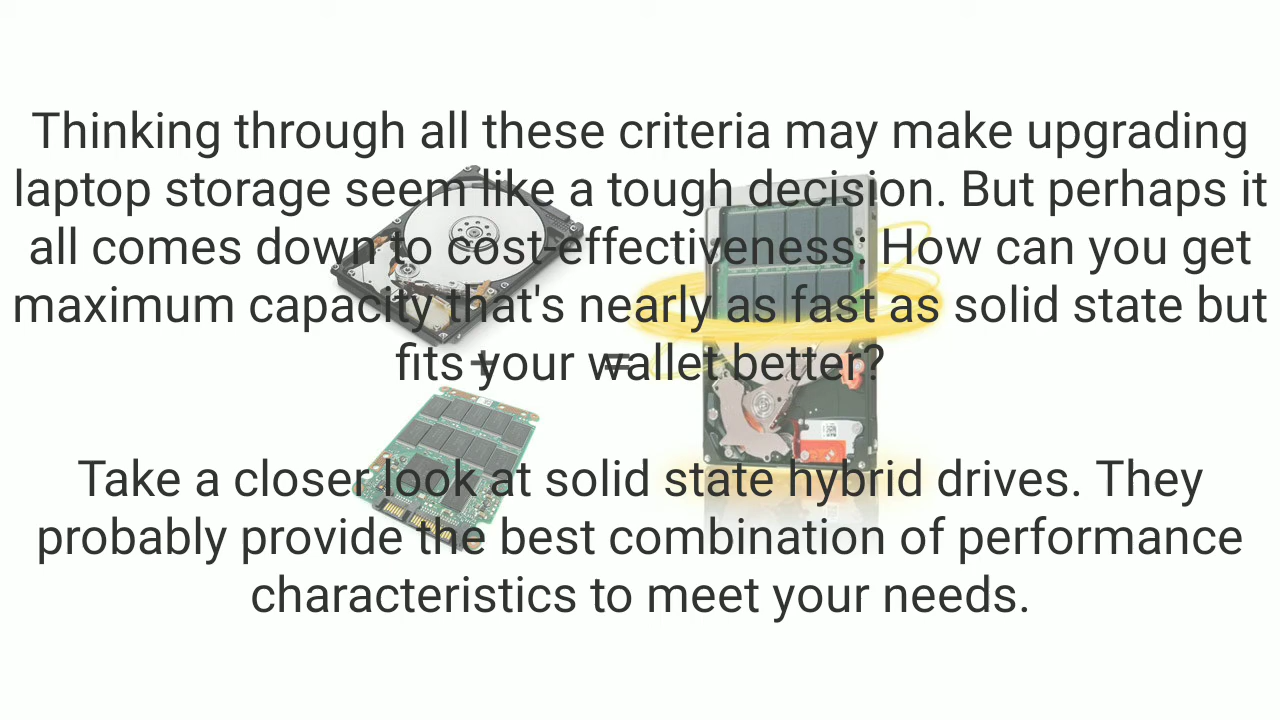 Thinking through all these criteria may make upgrading
laptop storage seem like a tough decision. But perhaps it
all comes down to cost-effectiveness: How can you get
maximum capacity that's nearly as fast as solid state but
fits your wallet better?
+ =
Take a closer look at solid state hybrid drives. They
probably provide the best combination of performance
characteristics to meet your needs.